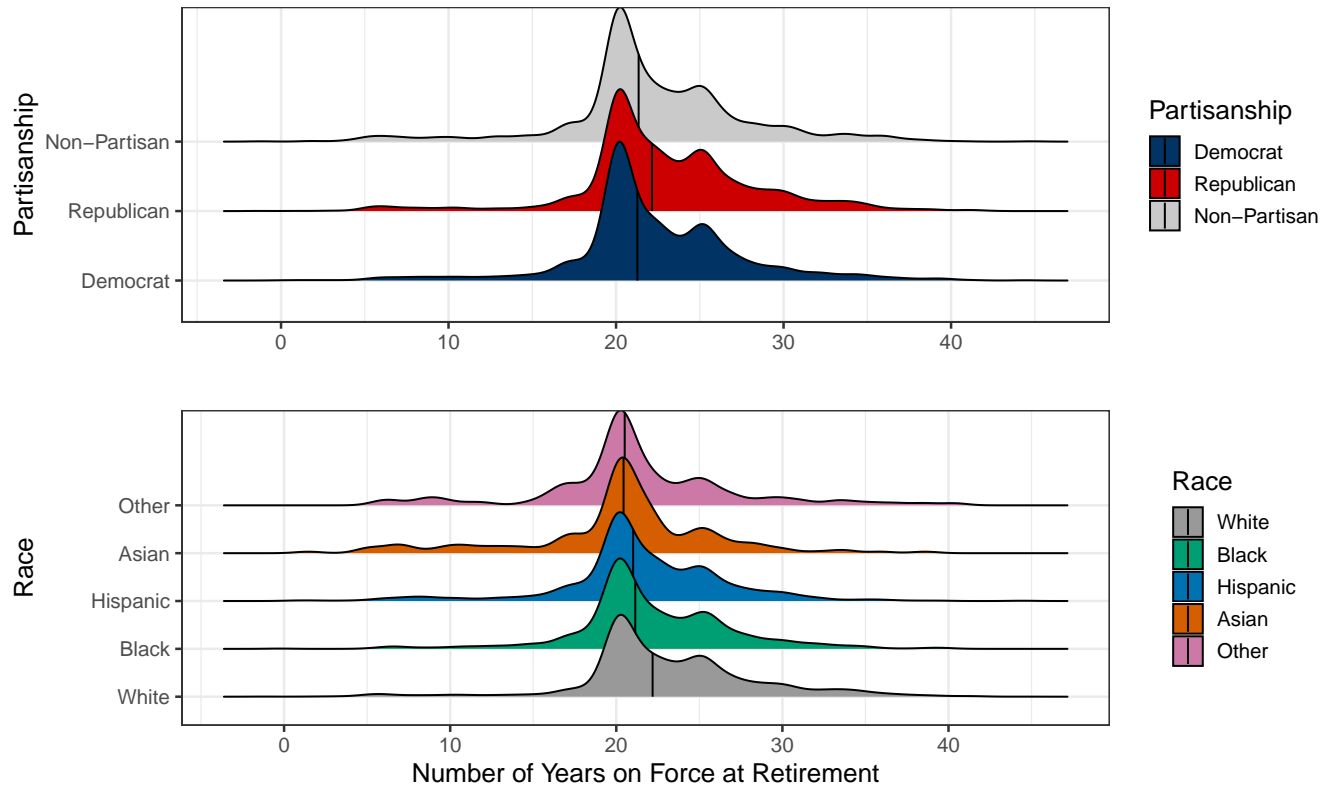 Partisanship
Non−Partisan
Republican
Democrat
0 10 20 30 40
Partisanship
Democrat
Republican
Non−Partisan
Race
Other
Asian
Hispanic
Black
White
0 10 20 30 40
Number of Years on Force at Retirement
Race
White
Black
Hispanic
Asian
Other